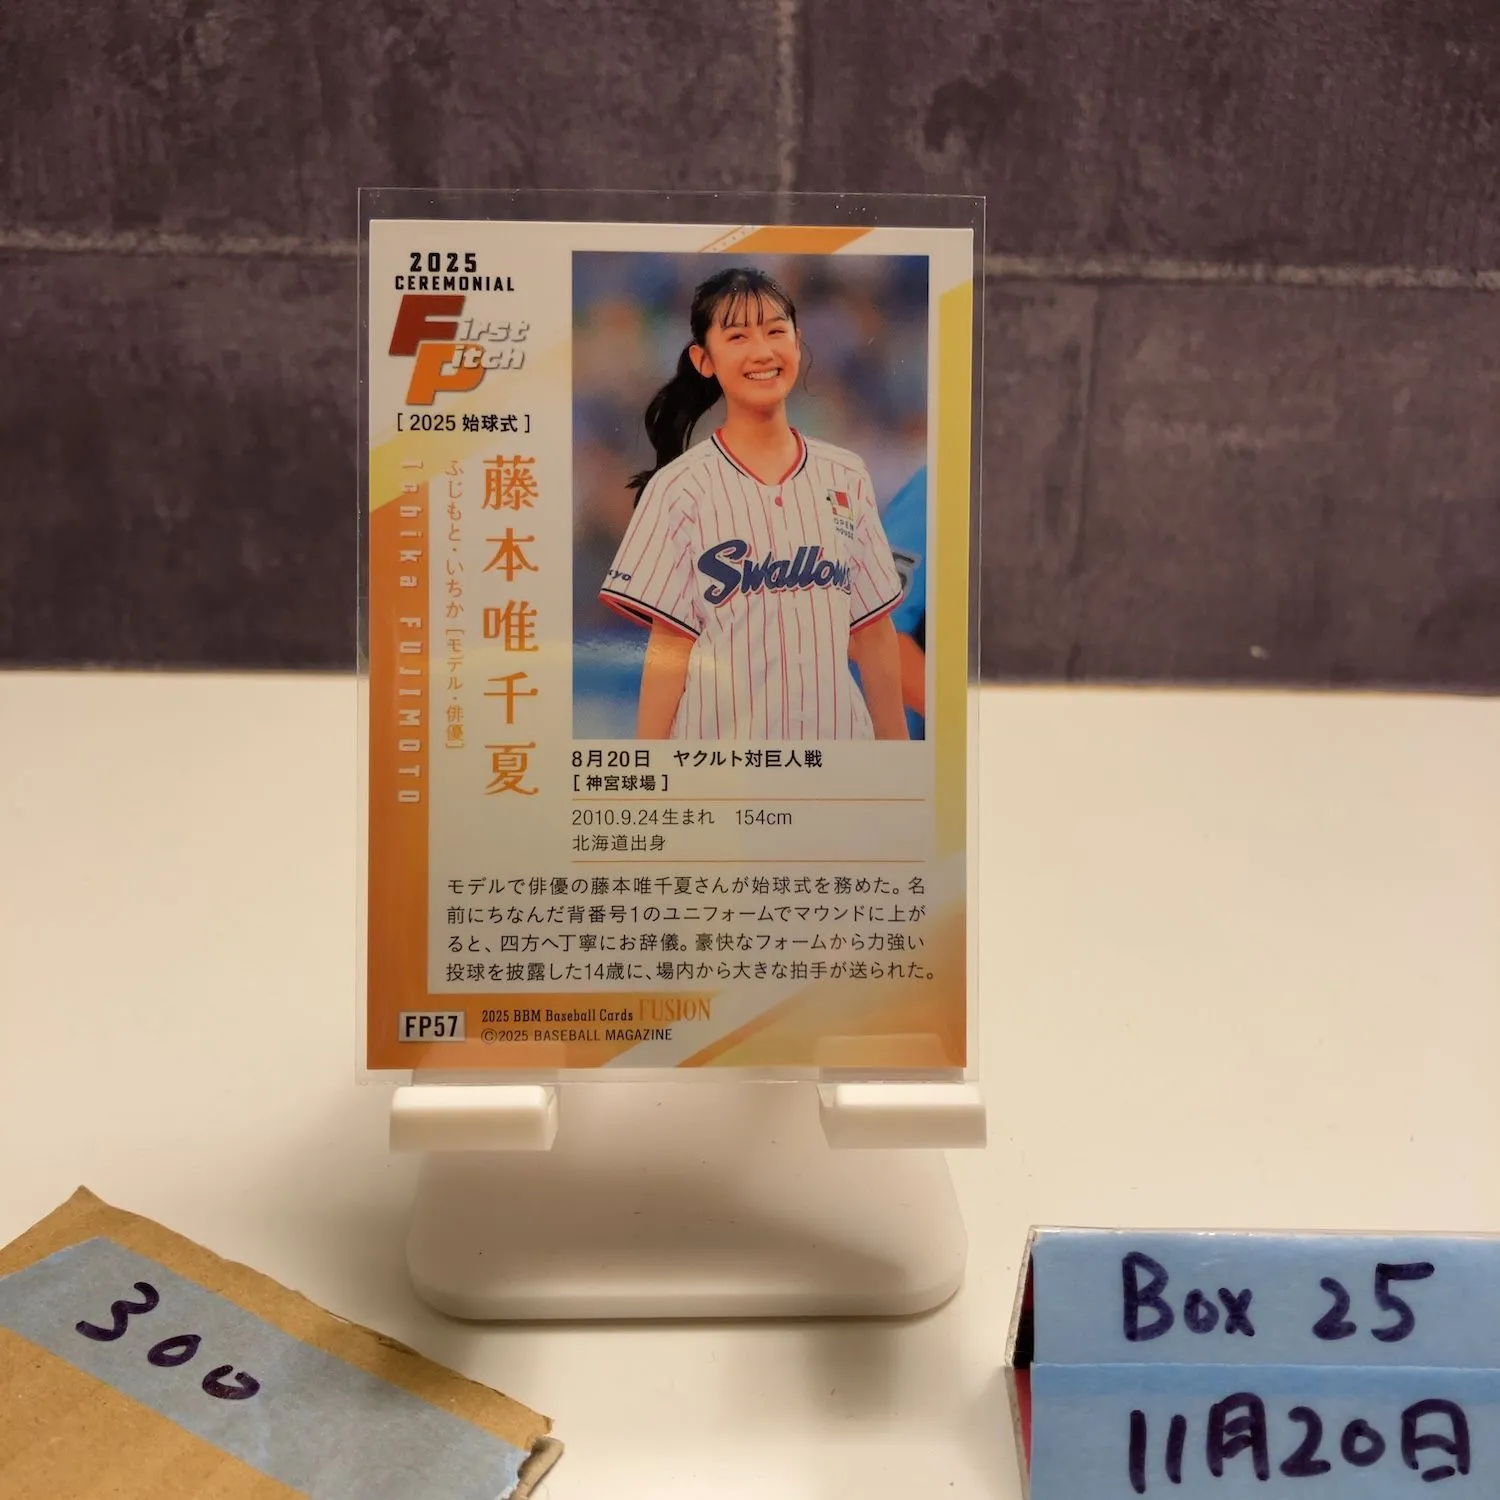 2025
CEREMONIAL
First
Pitch
[ 2025 始球式 ]
藤本唯千夏
ふじもと・いちか [モデル・俳優]
Ichika FUJIMOTO
Swallows
OPEN
HOUSE
kyo
5
8月20日　ヤクルト対巨人戦
[ 神宮球場 ]
2010.9.24生まれ　154cm
北海道出身
モデルで俳優の藤本唯千夏さんが始球式を務めた。名
前にちなんだ背番号1のユニフォームでマウンドに上が
ると、四方へ丁寧にお辞儀。豪快なフォームから力強い
投球を披露した14歳に、場内から大きな拍手が送られた。
FP57
2025 BBM Baseball Cards FUSION
©2025 BASEBALL MAGAZINE
300
Box 25
11月20日